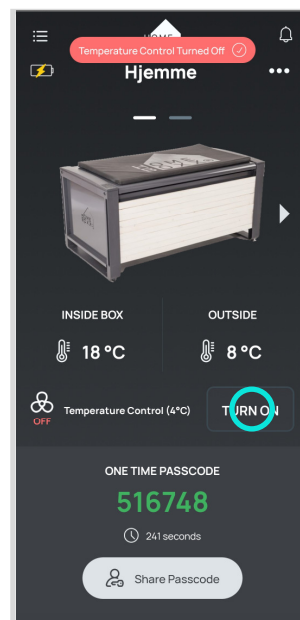 Temperature Control Turned Off
Hjemme
INSIDE BOX
OUTSIDE
18 °C
8 °C
OFF
Temperature Control (4°C)
TURN ON
ONE TIME PASSCODE
516748
241 seconds
Share Passcode